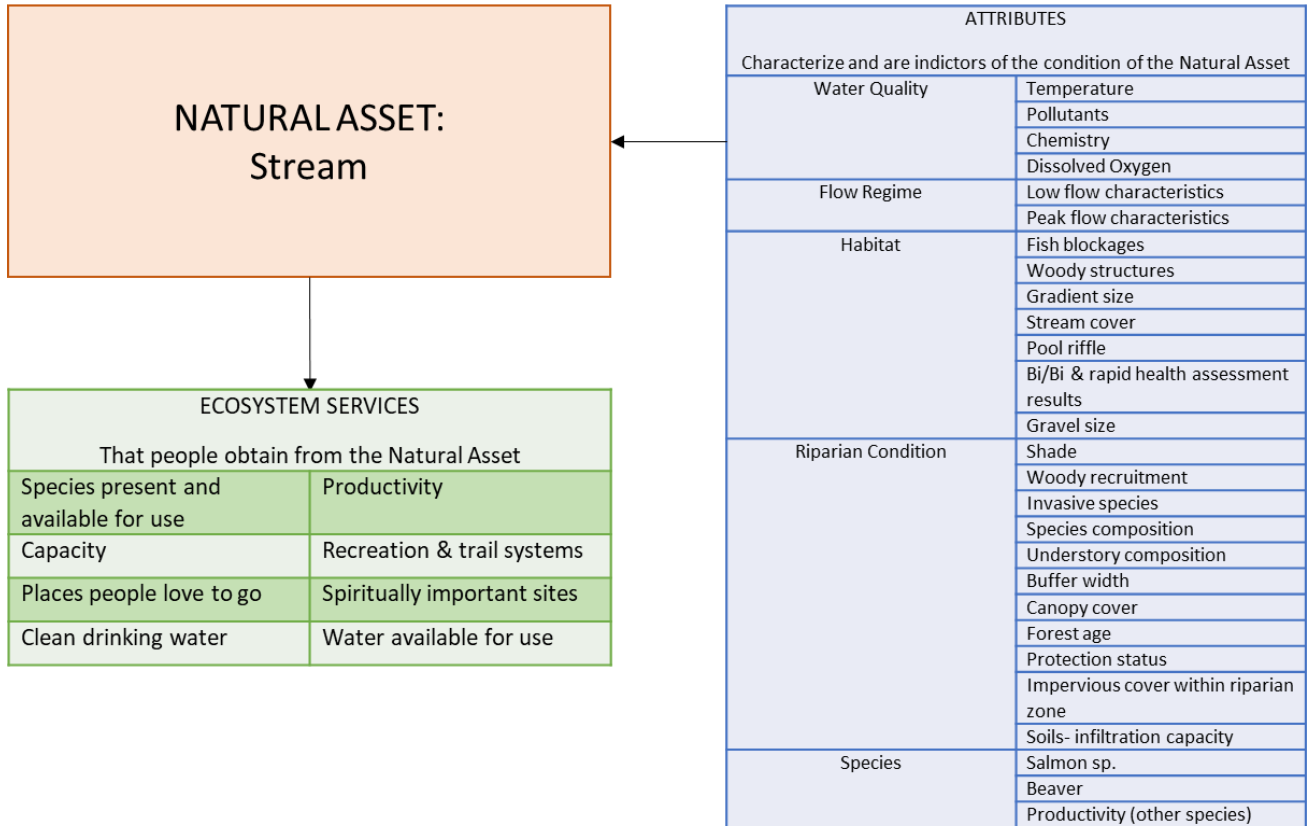 NATURAL ASSET:
Stream
ECOSYSTEM SERVICES
That people obtain from the Natural Asset
Species present and
available for use
Productivity
Capacity
Recreation & trail systems
Places people love to go
Spiritually important sites
Clean drinking water
Water available for use
ATTRIBUTES
Characterize and are indictors of the condition of the Natural Asset
Water Quality
Temperature
Pollutants
Chemistry
Dissolved Oxygen
Flow Regime
Low flow characteristics
Peak flow characteristics
Habitat
Fish blockages
Woody structures
Gradient size
Stream cover
Pool riffle
Bi/Bi & rapid health assessment
results
Gravel size
Riparian Condition
Shade
Woody recruitment
Invasive species
Species composition
Understory composition
Buffer width
Canopy cover
Forest age
Protection status
Impervious cover within riparian
zone
Soils- infiltration capacity
Species
Salmon sp.
Beaver
Productivity (other species)